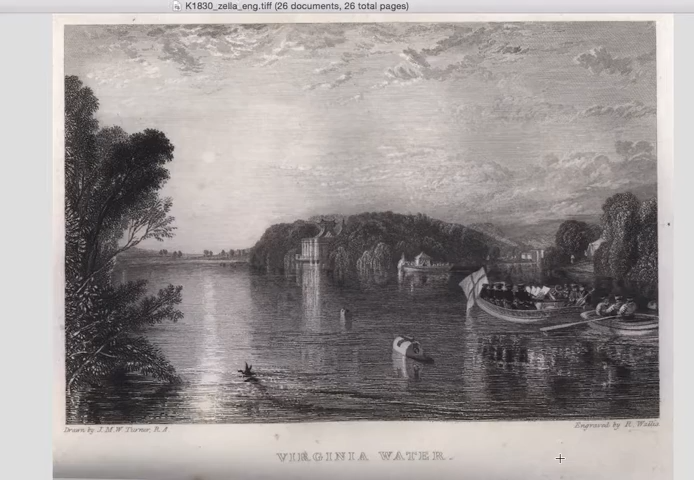 K1830_zella_eng.tiff (26 documents, 26 total pages)
Drawn by J. M. W. Turner, R. A.
Engraved by R. Wallis
VIRGINIA WATER.